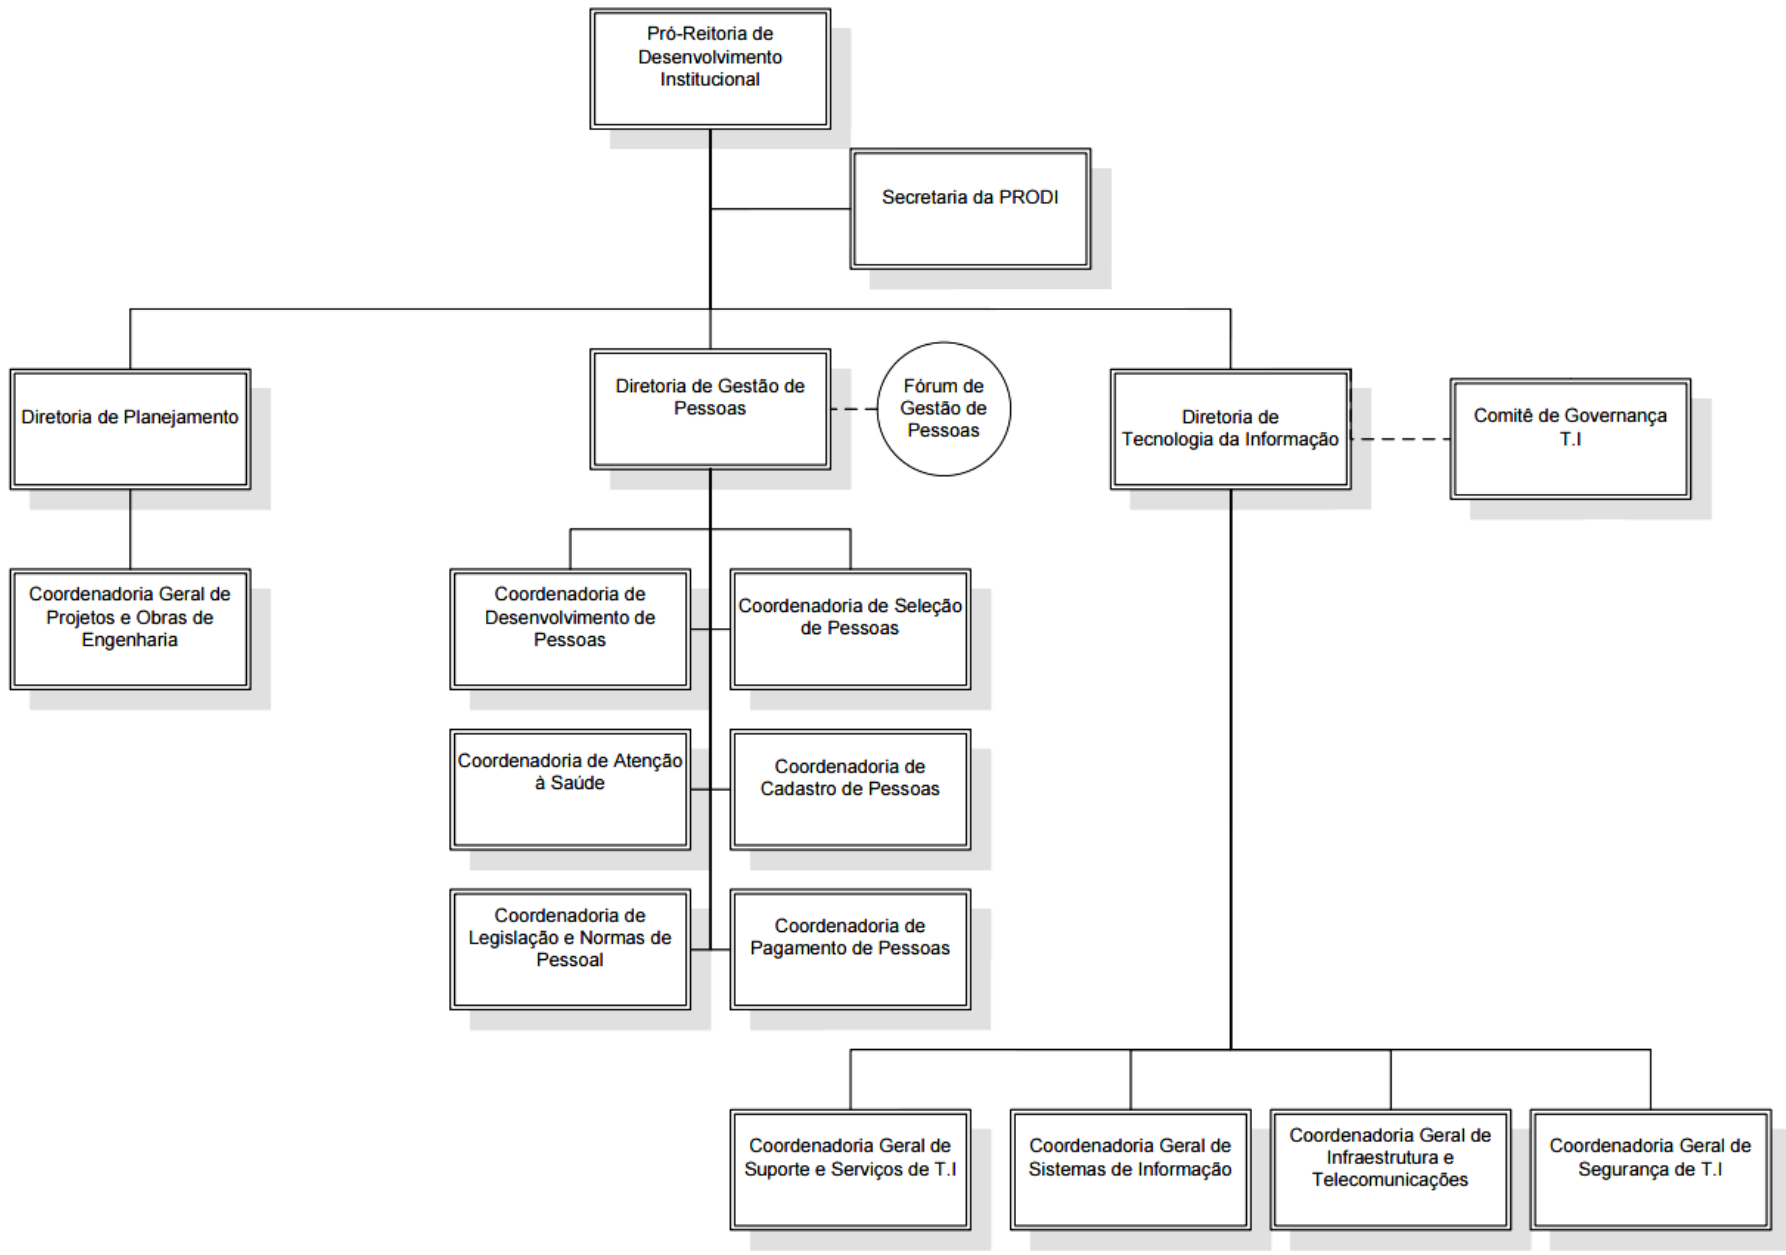 Pró-Reitoria de
Desenvolvimento
Institucional
Secretaria da PRODI
Diretoria de Planejamento
Diretoria de Gestão de
Pessoas
Fórum de
Gestão de
Pessoas
Diretoria de
Tecnologia da Informação
Comitê de Governança
T.I
Coordenadoria Geral de
Projetos e Obras de
Engenharia
Coordenadoria de
Desenvolvimento de
Pessoas
Coordenadoria de Seleção
de Pessoas
Coordenadoria de Atenção
à Saúde
Coordenadoria de
Cadastro de Pessoas
Coordenadoria de
Legislação e Normas de
Pessoal
Coordenadoria de
Pagamento de Pessoas
Coordenadoria Geral de
Suporte e Serviços de T.I
Coordenadoria Geral de
Sistemas de Informação
Coordenadoria Geral de
Infraestrutura e
Telecomunicações
Coordenadoria Geral de
Segurança de T.I